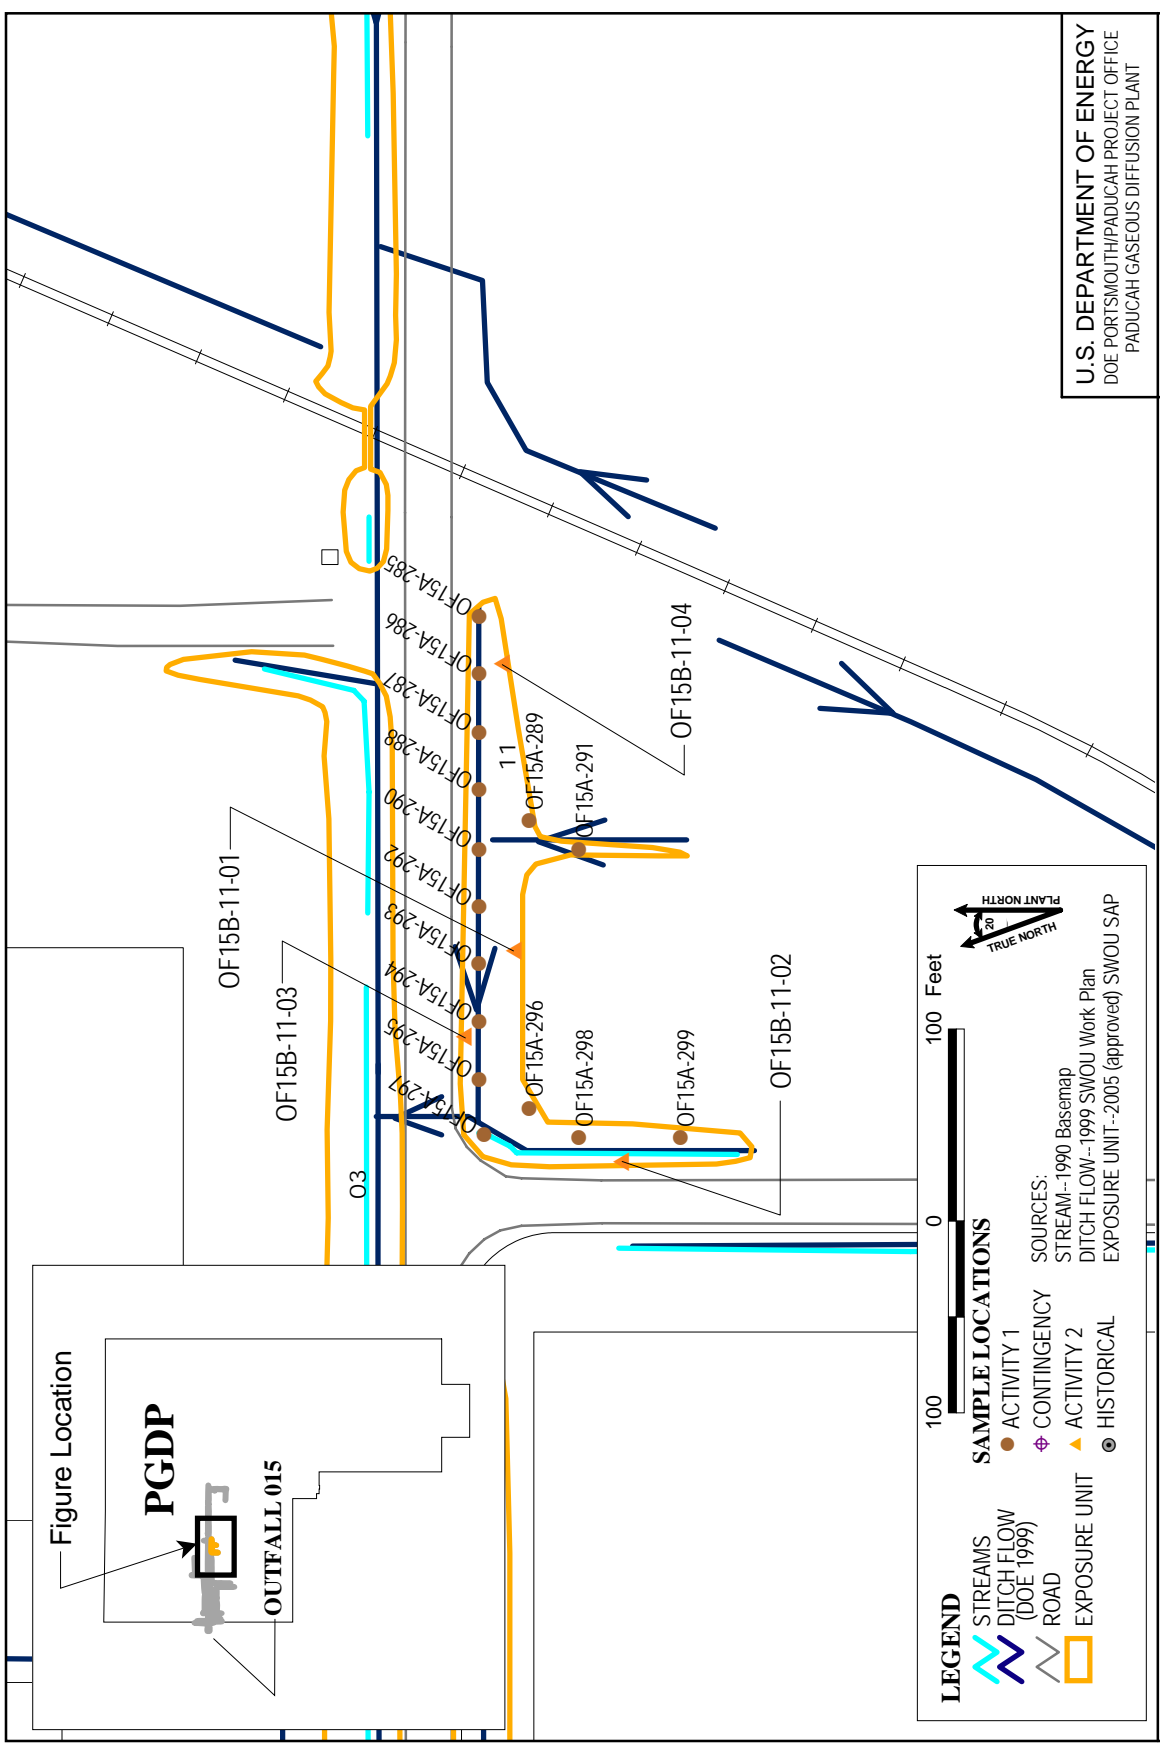 Figure Location
PGDP
OUTFALL 015
OF15B-11-03
OF15B-11-01
03
OF15A-297
OF15A-295
OF15A-294
OF15A-293
OF15A-292
OF15A-290
OF15A-288
OF15A-287
OF15A-286
OF15A-285
11
OF15A-296
OF15A-289
OF15A-298
OF15A-291
OF15A-299
OF15B-11-04
OF15B-11-02
LEGEND
STREAMS
DITCH FLOW
(DOE 1999)
ROAD
EXPOSURE UNIT
100 0 100 Feet
SAMPLE LOCATIONS
ACTIVITY 1
CONTINGENCY
ACTIVITY 2
HISTORICAL
SOURCES:
STREAM--1990 Basemap
DITCH FLOW--1999 SWOU Work Plan
EXPOSURE UNIT--2005 (approved) SWOU SAP
TRUE NORTH
20
PLANT NORTH
U.S. DEPARTMENT OF ENERGY
DOE PORTSMOUTH/PADUCAH PROJECT OFFICE
PADUCAH GASEOUS DIFFUSION PLANT